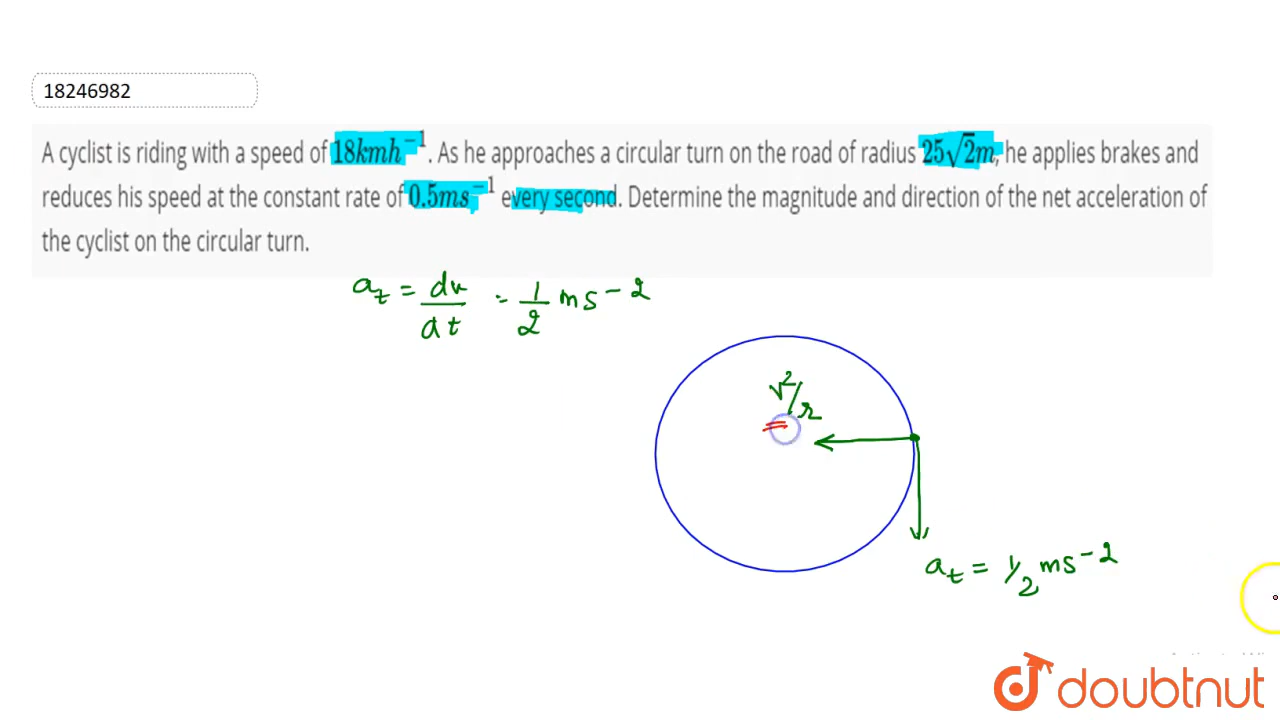 18246982
A cyclist is riding with a speed of 18kmh⁻¹. As he approaches a circular turn on the road of radius 25√2m, he applies brakes and
reduces his speed at the constant rate of 0.5ms⁻¹ every second. Determine the magnitude and direction of the net acceleration of
the cyclist on the circular turn.
a_t = dv/dt = 1/2 ms⁻²
v²/r
a_t = 1/2 ms⁻²
doubtnut